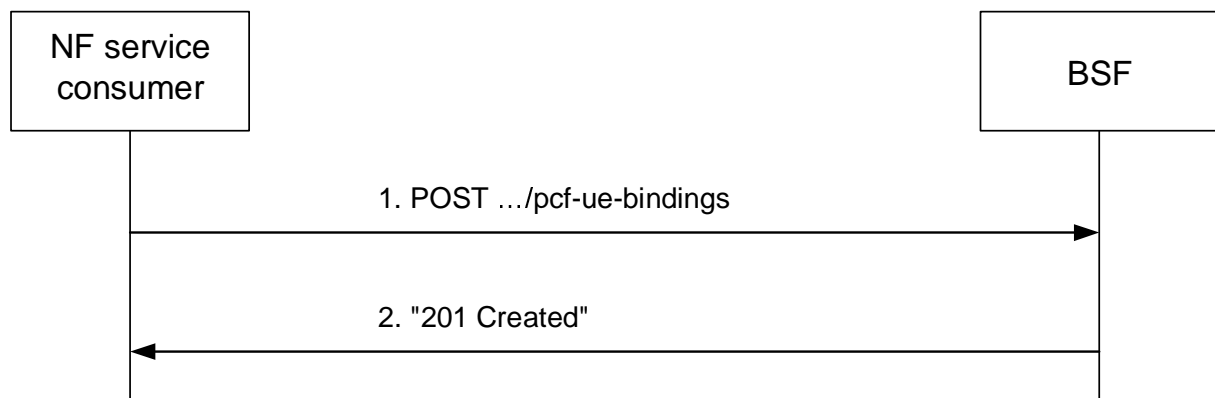 NF service
consumer
BSF
1. POST …/pcf-ue-bindings
2. "201 Created"